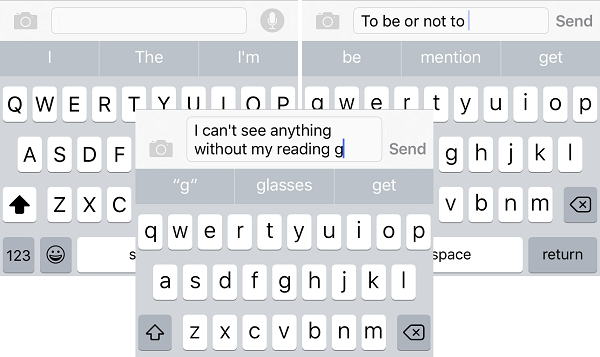 I The I'm
Q W E R T Y U I O P
A S D F
Z X C
123
To be or not to
Send
be mention get
q w e r t y u i o p
g h j k l
v b n m
space return
I can't see anything
without my reading g
Send
“g” glasses get
q w e r t y u i o p
a s d f g h j k l
z x c v b n m